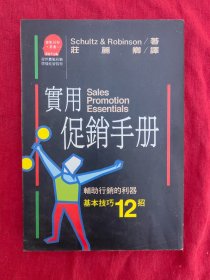 Schultz & Robinson/著
莊麗卿/譯
實用
Sales
Promotion
Essentials
促銷手册
輔助行銷的利器
基本技巧12招